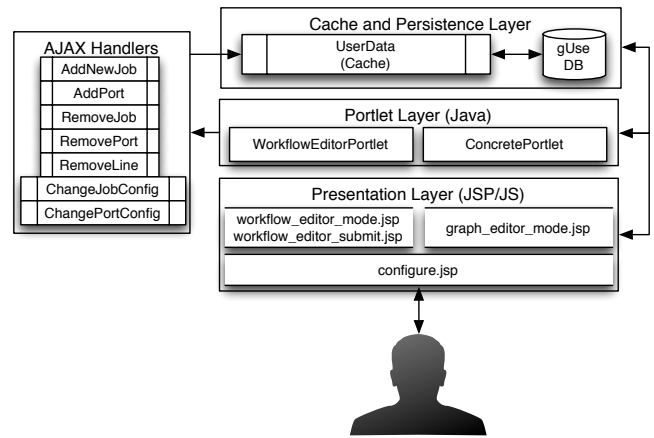 Cache and Persistence Layer
UserData
(Cache)
gUse
DB
AJAX Handlers
AddNewJob
AddPort
RemoveJob
RemovePort
RemoveLine
ChangeJobConfig
ChangePortConfig
Portlet Layer (Java)
WorkflowEditorPortlet
ConcretePortlet
Presentation Layer (JSP/JS)
workflow_editor_mode.jsp
workflow_editor_submit.jsp
graph_editor_mode.jsp
configure.jsp